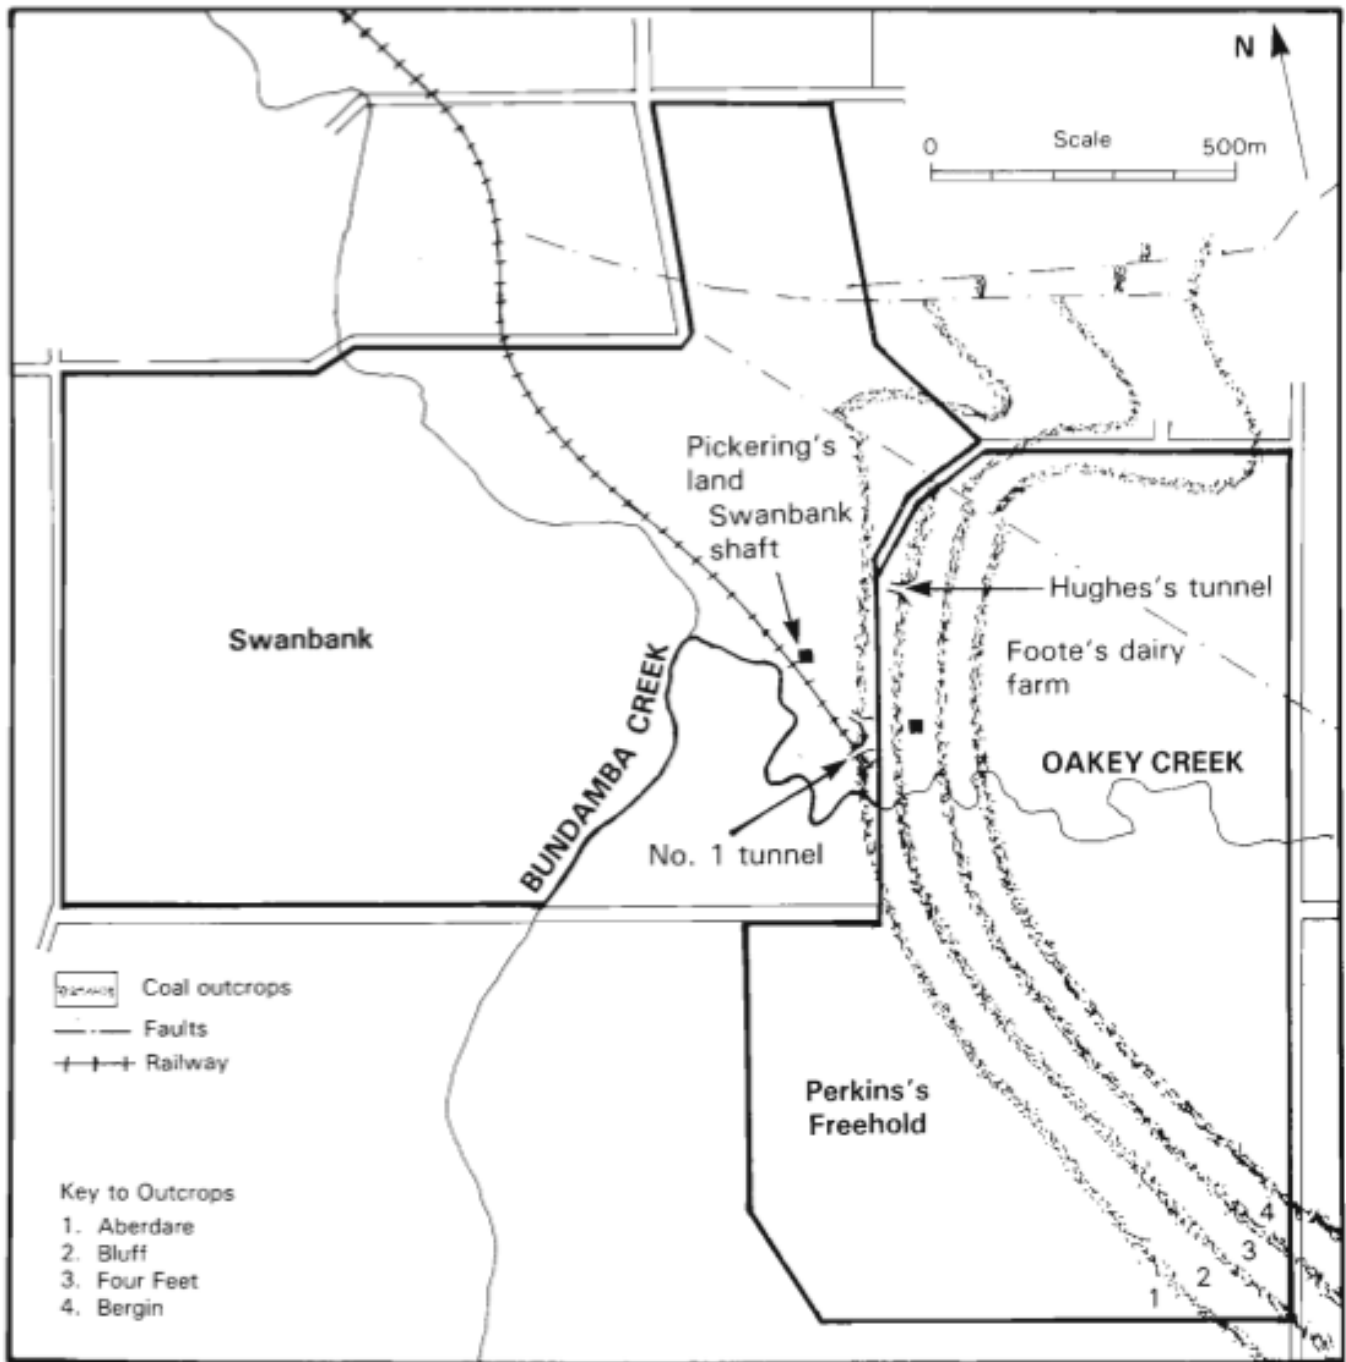 N
Scale
0 500m
Pickering's
land
Swanbank
shaft
Hughes's tunnel
Swanbank
Foote's dairy
farm
BUNDAMBA CREEK
OAKEY CREEK
No. 1 tunnel
Coal outcrops
Faults
Railway
Perkins's
Freehold
Key to Outcrops
1. Aberdare
2. Bluff
3. Four Feet
4. Bergin
4
3
2
1